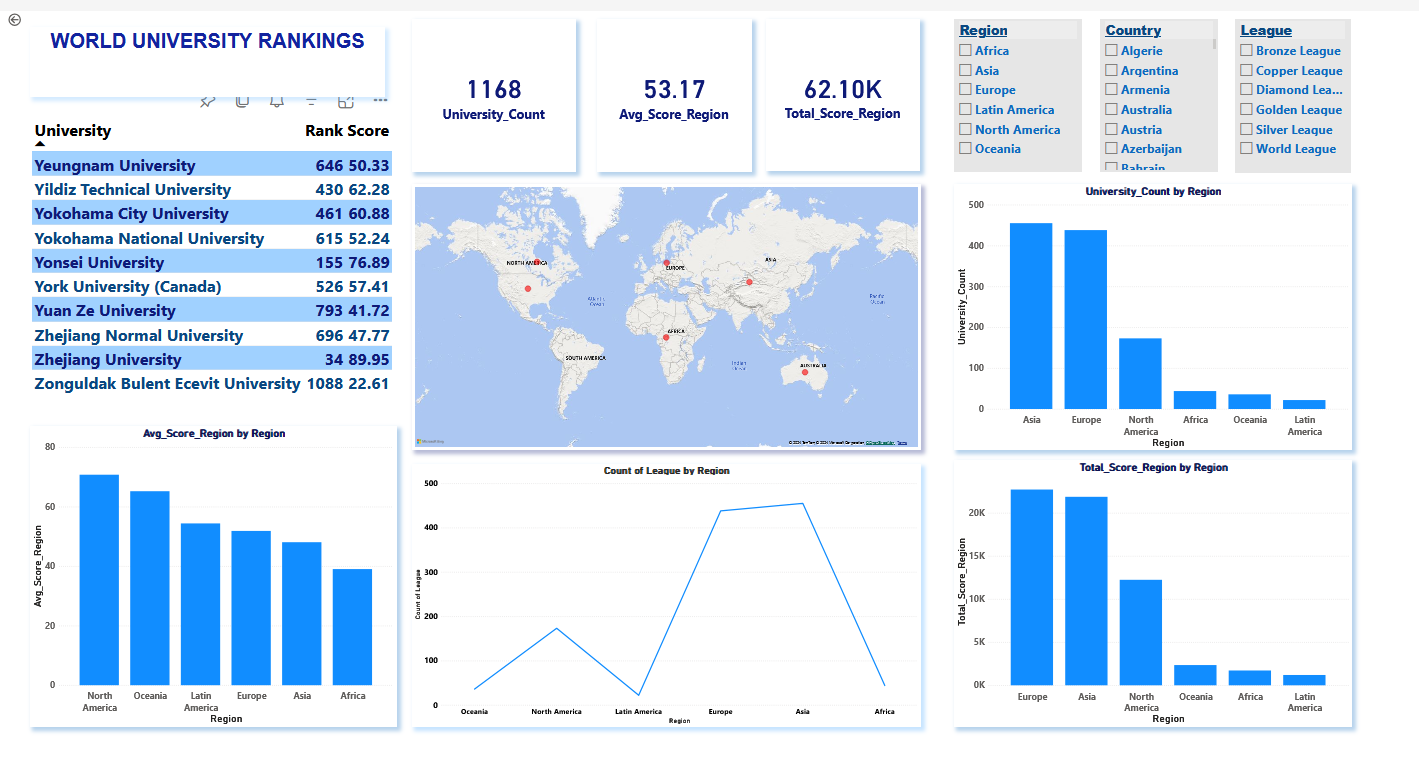 WORLD UNIVERSITY RANKINGS
University Rank Score
Yeungnam University 646 50.33
Yildiz Technical University 430 62.28
Yokohama City University 461 60.88
Yokohama National University 615 52.24
Yonsei University 155 76.89
York University (Canada) 526 57.41
Yuan Ze University 793 41.72
Zhejiang Normal University 696 47.77
Zhejiang University 34 89.95
Zonguldak Bulent Ecevit University 1088 22.61
1168
University_Count
53.17
Avg_Score_Region
62.10K
Total_Score_Region
Region
Africa
Asia
Europe
Latin America
North America
Oceania
Country
Algerie
Argentina
Armenia
Australia
Austria
Azerbaijan
Bahrain
League
Bronze League
Copper League
Diamond Lea...
Golden League
Silver League
World League
NORTH AMERICA
EUROPE
ASIA
Atlantic
Ocean
Pacific
Ocean
AFRICA
SOUTH AMERICA
Indian
Ocean
AUSTRALIA
Microsoft Bing
© 2024 TomTom, © 2024 Microsoft Corporation, © OpenStreetMap Terms
University_Count by Region
500
400
300
200
100
0
University_Count
Asia
Europe
North
America
Africa
Oceania
Latin
America
Region
Avg_Score_Region by Region
80
60
40
20
0
Avg_Score_Region
North
America
Oceania
Latin
America
Europe
Asia
Africa
Region
Count of League by Region
500
400
300
200
100
0
Count of League
Oceania
North America
Latin America
Europe
Asia
Africa
Region
Total_Score_Region by Region
20K
15K
10K
5K
0K
Total_Score_Region
Europe
Asia
North
America
Oceania
Africa
Latin
America
Region